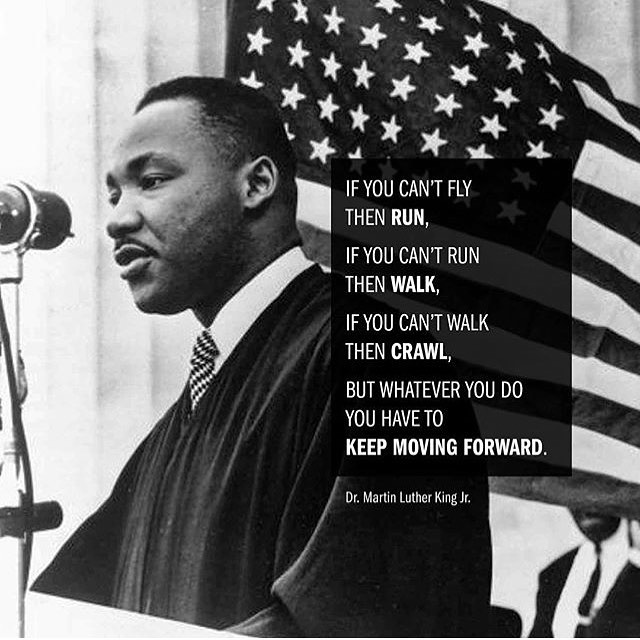 IF YOU CAN'T FLY
THEN RUN,
IF YOU CAN'T RUN
THEN WALK,
IF YOU CAN'T WALK
THEN CRAWL,
BUT WHATEVER YOU DO
YOU HAVE TO
KEEP MOVING FORWARD.
Dr. Martin Luther King Jr.